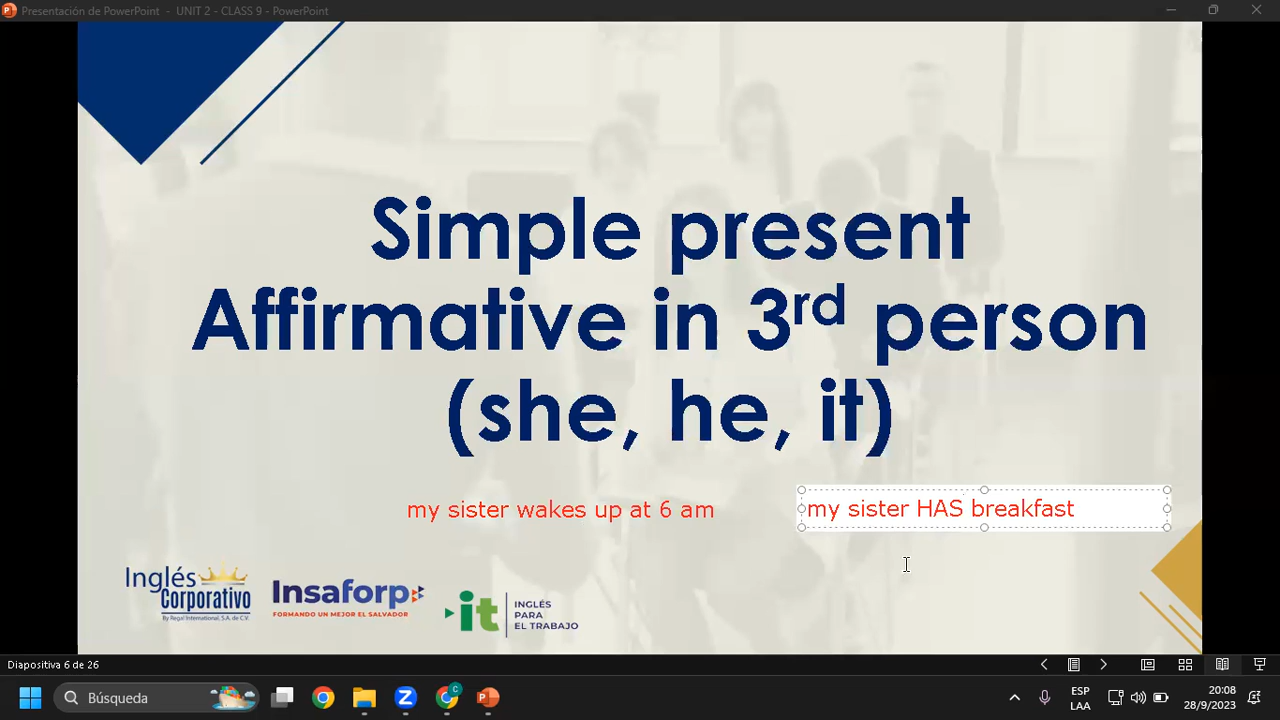 Presentación de PowerPoint - UNIT 2 - CLASS 9 - PowerPoint
Simple present
Affirmative in 3rd person
(she, he, it)
my sister wakes up at 6 am
my sister HAS breakfast
Inglés
Corporativo
By Regal International, S.A. de C.V.
Insaforp
FORMANDO UN MEJOR EL SALVADOR
it
INGLÉS
PARA
EL TRABAJO
Diapositiva 6 de 26
Búsqueda
C
ESP
LAA
20:08
28/9/2023